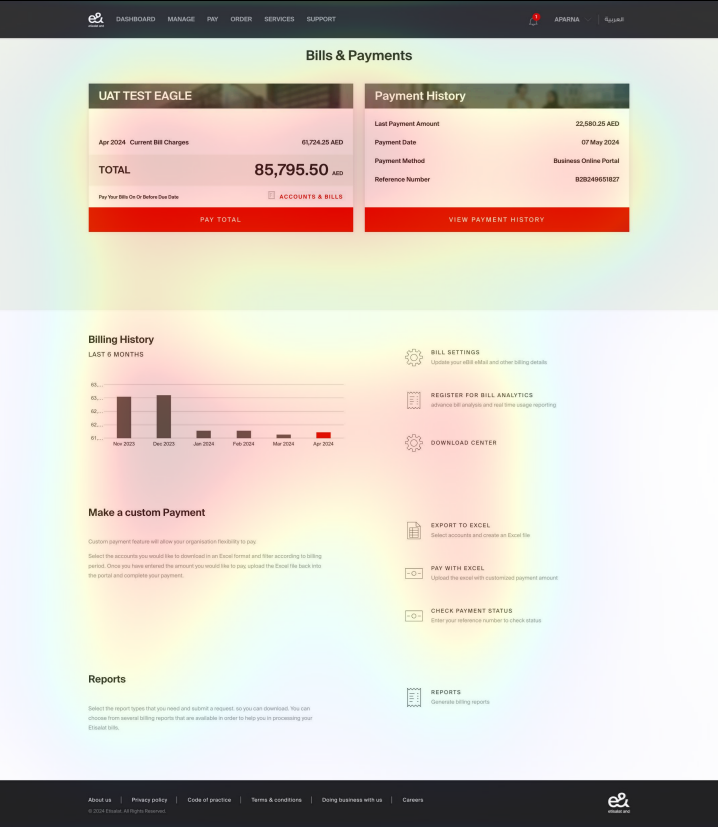 e& DASHBOARD MANAGE PAY ORDER SERVICES SUPPORT 1 APARNA العربية
etisalat and
Bills & Payments
UAT TEST EAGLE
Apr 2024 Current Bill Charges 61,724.25 AED
TOTAL 85,795.50 AED
Pay Your Bills On Or Before Due Date ACCOUNTS & BILLS
PAY TOTAL
Payment History
Last Payment Amount 22,580.25 AED
Payment Date 07 May 2024
Payment Method Business Online Portal
Reference Number B2B249651827
VIEW PAYMENT HISTORY
Billing History
LAST 6 MONTHS
63,...
63,...
62,...
62,...
61,...
Nov 2023 Dec 2023 Jan 2024 Feb 2024 Mar 2024 Apr 2024
BILL SETTINGS
Update your eBill eMail and other billing details
REGISTER FOR BILL ANALYTICS
advance bill analysis and real time usage reporting
DOWNLOAD CENTER
Make a custom Payment
Custom payment feature will allow your organisation flexibility to pay.
Select the accounts you would like to download in an Excel format and filter according to billing
period. Once you have entered the amount you would like to pay, upload the Excel file back into
the portal and complete your payment.
EXPORT TO EXCEL
Select accounts and create an Excel file
PAY WITH EXCEL
Upload the excel with customized payment amount
CHECK PAYMENT STATUS
Enter your reference number to check status
Reports
Select the report types that you need and submit a request, so you can download. You can
choose from several billing reports that are available in order to help you in processing your
Etisalat bills.
REPORTS
Generate billing reports
About us | Privacy policy | Code of practice | Terms & conditions | Doing business with us | Careers
© 2024 Etisalat. All Rights Reserved.
e&
etisalat and